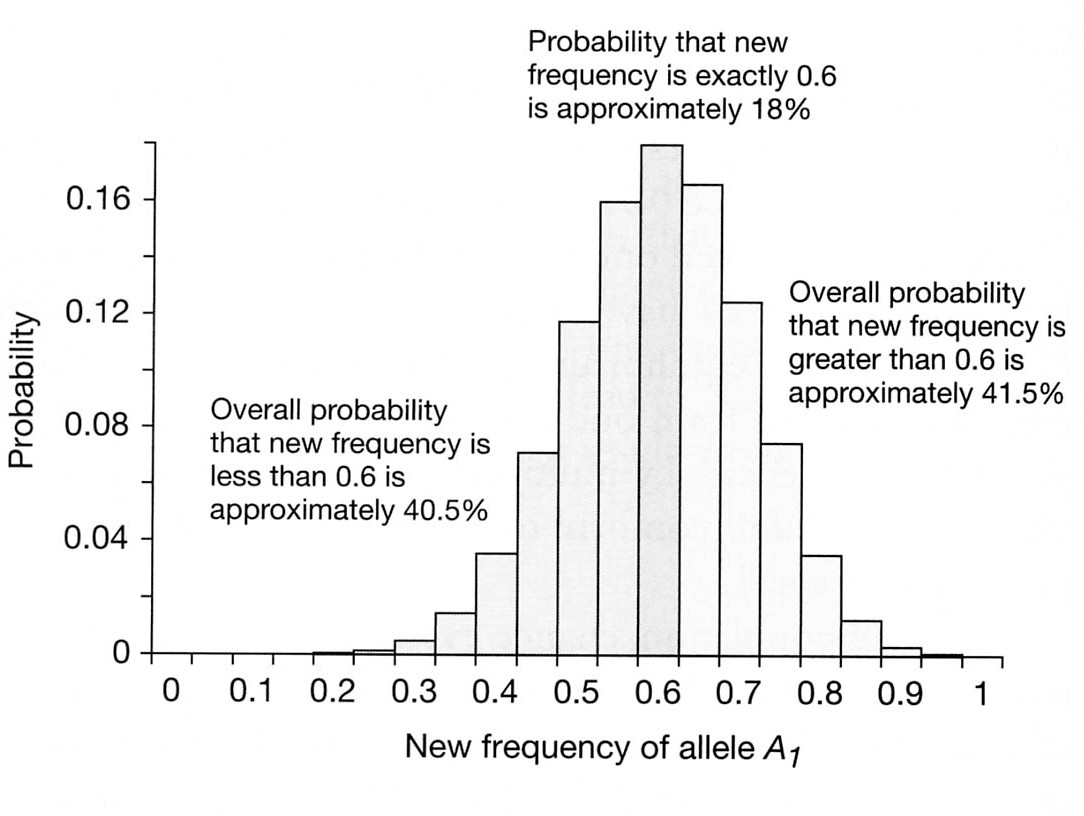 Probability that new
frequency is exactly 0.6
is approximately 18%
0.16
0.12
0.08
0.04
0
Probability
Overall probability
that new frequency is
greater than 0.6 is
approximately 41.5%
Overall probability
that new frequency is
less than 0.6 is
approximately 40.5%
0 0.1 0.2 0.3 0.4 0.5 0.6 0.7 0.8 0.9 1
New frequency of allele A1